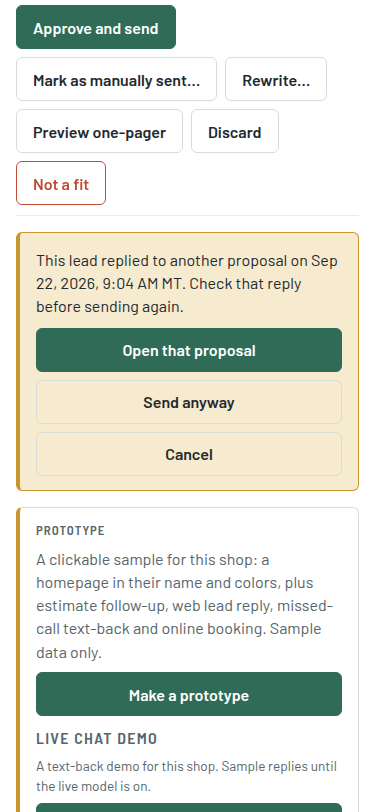 Approve and send
Mark as manually sent... Rewrite...
Preview one-pager Discard
Not a fit
This lead replied to another proposal on Sep
22, 2026, 9:04 AM MT. Check that reply
before sending again.
Open that proposal
Send anyway
Cancel
PROTOTYPE
A clickable sample for this shop: a
homepage in their name and colors, plus
estimate follow-up, web lead reply, missed-
call text-back and online booking. Sample
data only.
Make a prototype
LIVE CHAT DEMO
A text-back demo for this shop. Sample replies until
the live model is on.